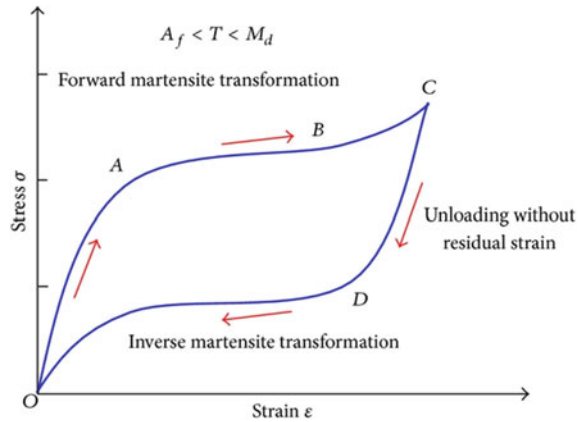 A_f < T < M_d
Forward martensite transformation
C
B
A
Stress σ
Unloading without
residual strain
D
Inverse martensite transformation
O
Strain ε